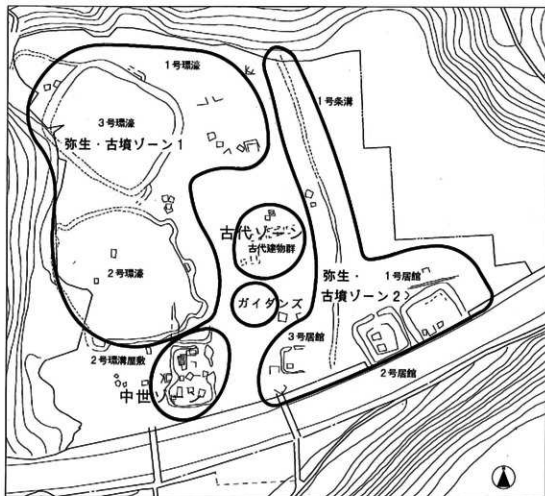 1号環濠
3号環濠
弥生・古墳ゾーン1
1号条溝
古代ゾーン
古代建物群
2号環濠
弥生・
古墳ゾーン2
1号居館
ガイダンス
3号居館
2号環溝屋敷
2号居館
中世ゾーン